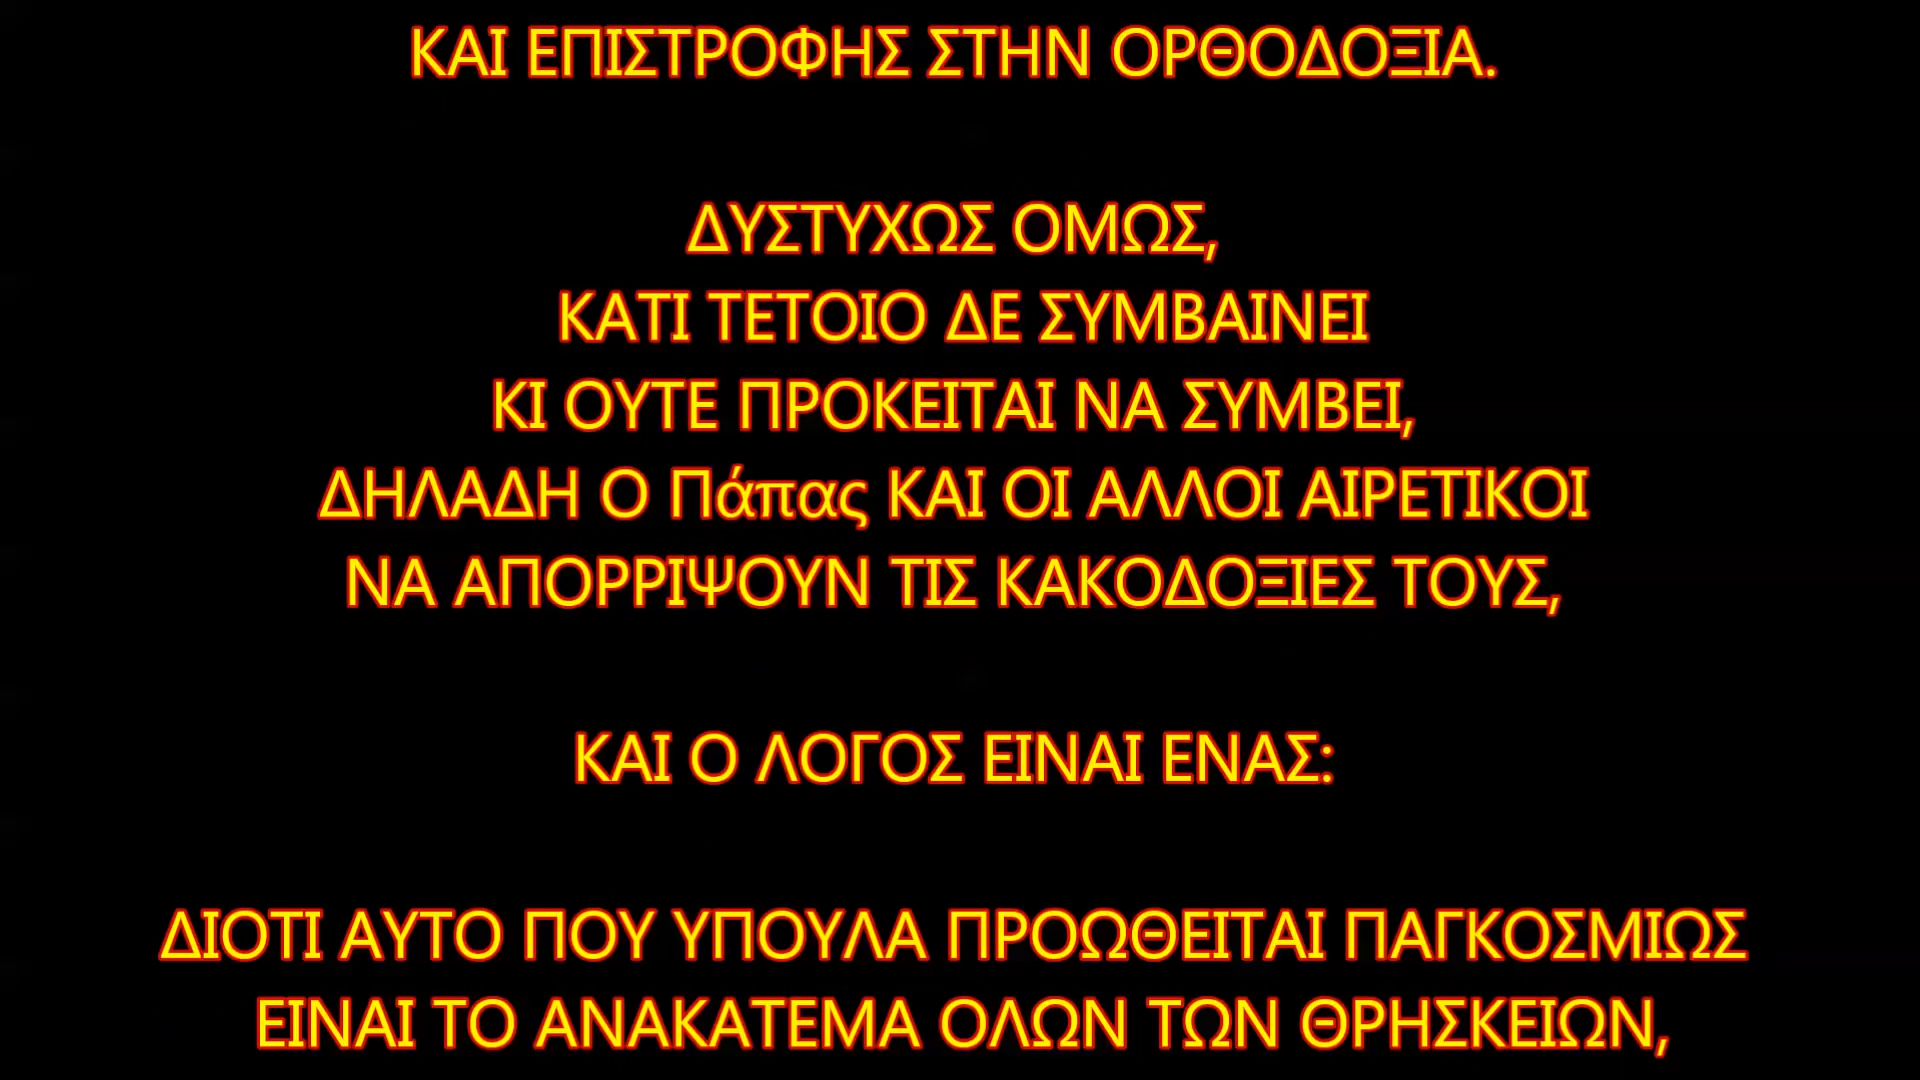 ΚΑΙ ΕΠΙΣΤΡΟΦΗΣ ΣΤΗΝ ΟΡΘΟΔΟΞΙΑ.
ΔΥΣΤΥΧΩΣ ΟΜΩΣ,
ΚΑΤΙ ΤΕΤΟΙΟ ΔΕ ΣΥΜΒΑΙΝΕΙ
ΚΙ ΟΥΤΕ ΠΡΟΚΕΙΤΑΙ ΝΑ ΣΥΜΒΕΙ,
ΔΗΛΑΔΗ Ο Πάπας ΚΑΙ ΟΙ ΑΛΛΟΙ ΑΙΡΕΤΙΚΟΙ
ΝΑ ΑΠΟΡΡΙΨΟΥΝ ΤΙΣ ΚΑΚΟΔΟΞΙΕΣ ΤΟΥΣ,
ΚΑΙ Ο ΛΟΓΟΣ ΕΙΝΑΙ ΕΝΑΣ:
ΔΙΟΤΙ ΑΥΤΟ ΠΟΥ ΥΠΟΥΛΑ ΠΡΟΩΘΕΙΤΑΙ ΠΑΓΚΟΣΜΙΩΣ
ΕΙΝΑΙ ΤΟ ΑΝΑΚΑΤΕΜΑ ΟΛΩΝ ΤΩΝ ΘΡΗΣΚΕΙΩΝ,